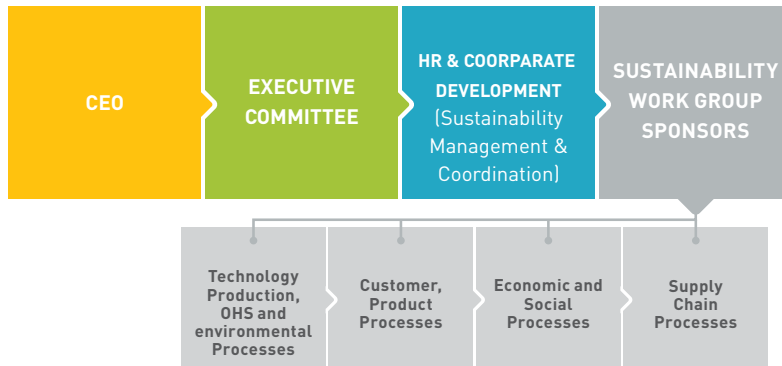 CEO
EXECUTIVE
COMMITTEE
HR & COORPARATE
DEVELOPMENT
(Sustainability
Management &
Coordination)
SUSTAINABILITY
WORK GROUP
SPONSORS
Technology
Production,
OHS and
environmental
Processes
Customer,
Product
Processes
Economic and
Social
Processes
Supply
Chain
Processes